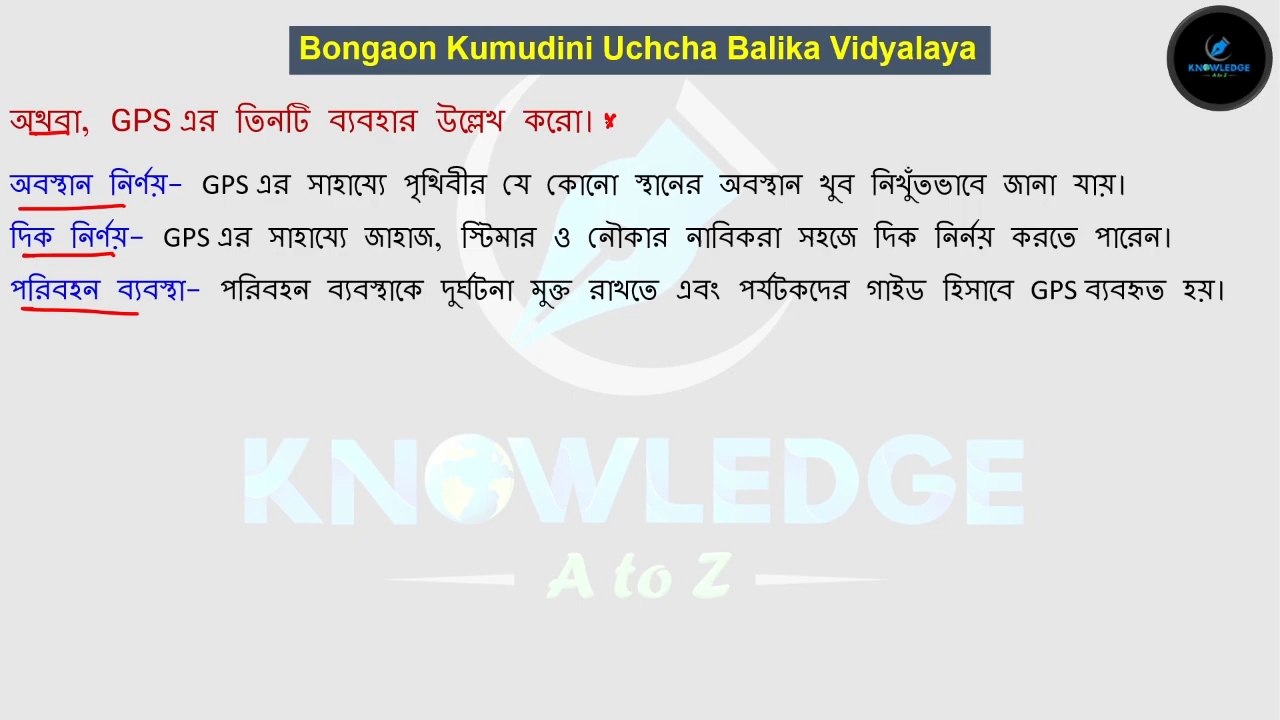 Bongaon Kumudini Uchcha Balika Vidyalaya
KNOWLEDGE
A to Z
অথবা, GPS এর তিনটি ব্যবহার উল্লেখ করো।
অবস্থান নির্ণয়– GPS এর সাহায্যে পৃথিবীর যে কোনো স্থানের অবস্থান খুব নিখুঁতভাবে জানা যায়।
দিক নির্ণয়– GPS এর সাহায্যে জাহাজ, স্টিমার ও নৌকার নাবিকরা সহজে দিক নির্নয় করতে পারেন।
পরিবহন ব্যবস্থা– পরিবহন ব্যবস্থাকে দুর্ঘটনা মুক্ত রাখতে এবং পর্যটকদের গাইড হিসাবে GPS ব্যবহৃত হয়।
KNOWLEDGE
A to Z